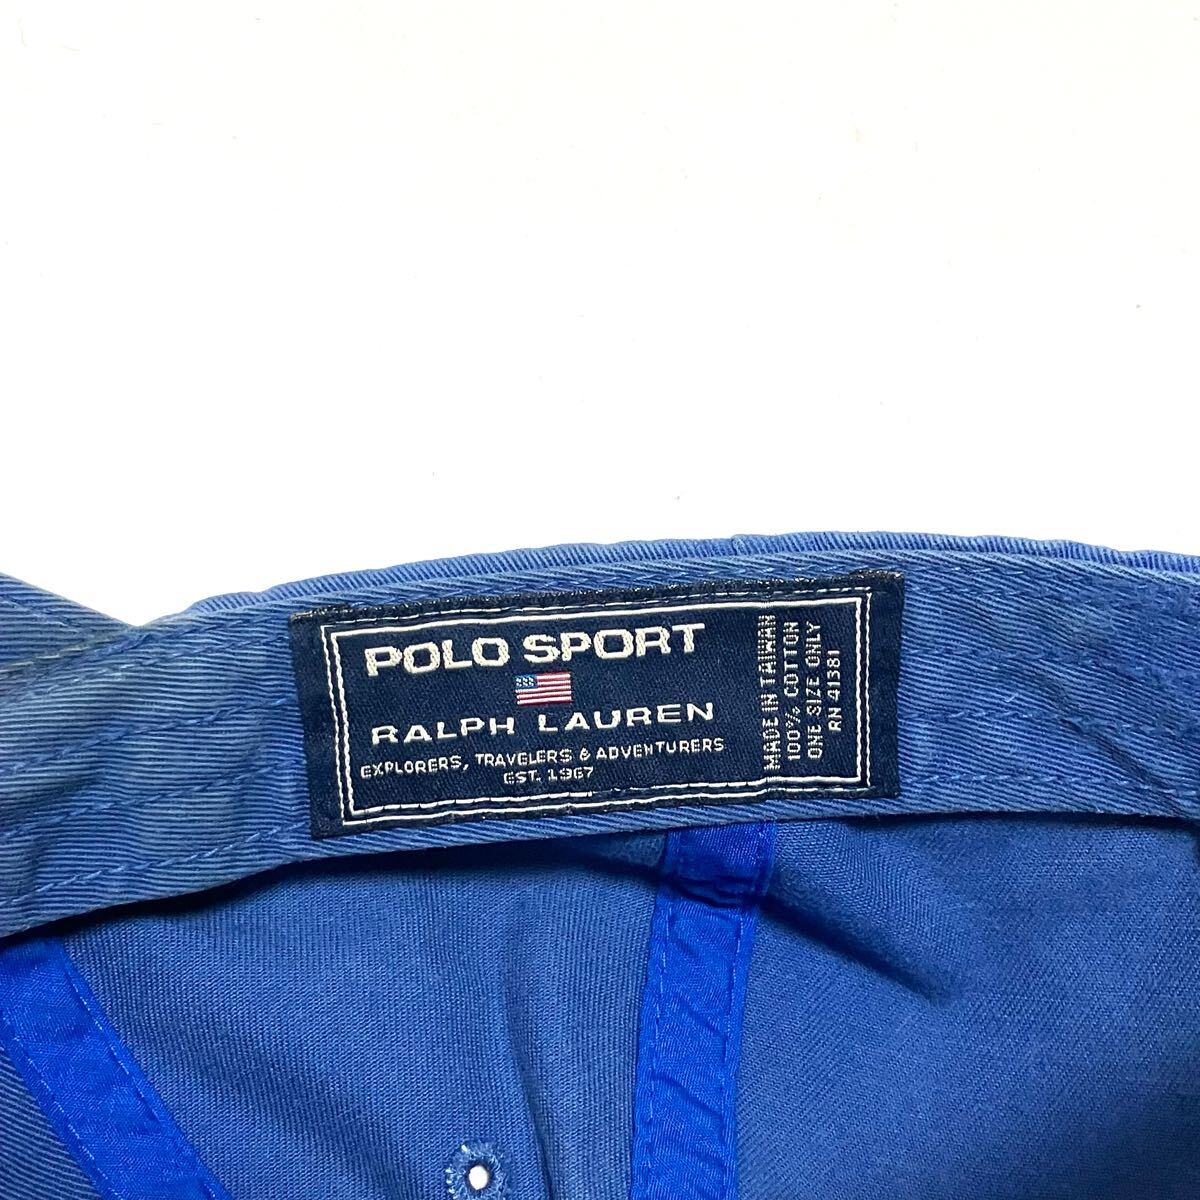 POLO SPORT
RALPH LAUREN
EXPLORERS, TRAVELERS & ADVENTURERS
EST. 1967
MADE IN TAIWAN
100% COTTON
ONE SIZE ONLY
RN 41381